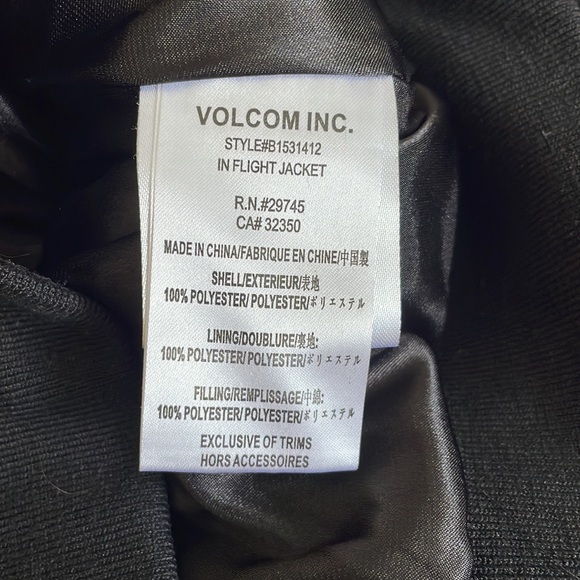 VOLCOM INC.
STYLE#B1531412
IN FLIGHT JACKET
R.N.#29745
CA# 32350
MADE IN CHINA/FABRIQUE EN CHINE/中国製
SHELL/EXTERIEUR/表地
100% POLYESTER/ POLYESTER/ポリエステル
LINING/DOUBLURE/裏地:
100% POLYESTER/ POLYESTER/ポリエステル
FILLING/REMPLISSAGE/中綿:
100% POLYESTER/ POLYESTER/ポリエステル
EXCLUSIVE OF TRIMS
HORS ACCESSOIRES